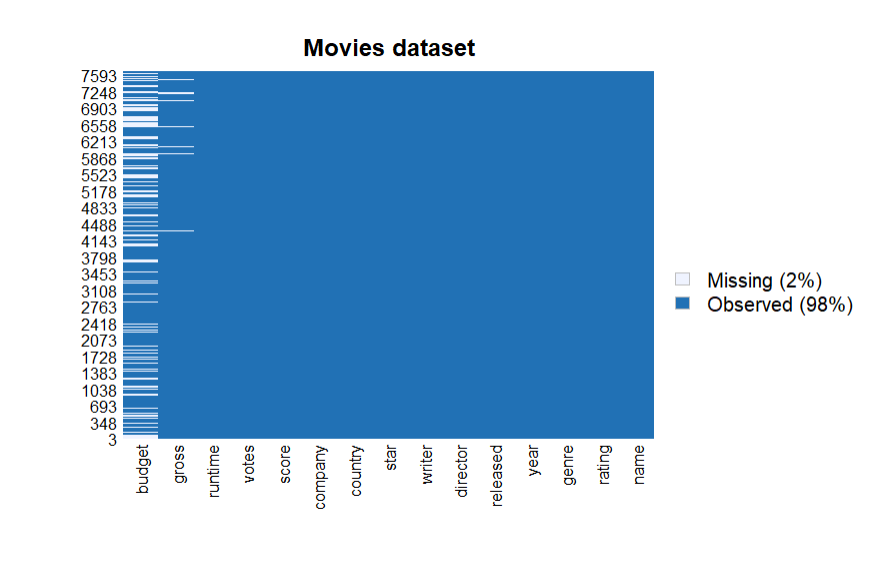 Movies dataset
7593
7248
6903
6558
6213
5868
5523
5178
4833
4488
4143
3798
3453
3108
2763
2418
2073
1728
1383
1038
693
348
3
budget
gross
runtime
votes
score
company
country
star
writer
director
released
year
genre
rating
name
Missing (2%)
Observed (98%)